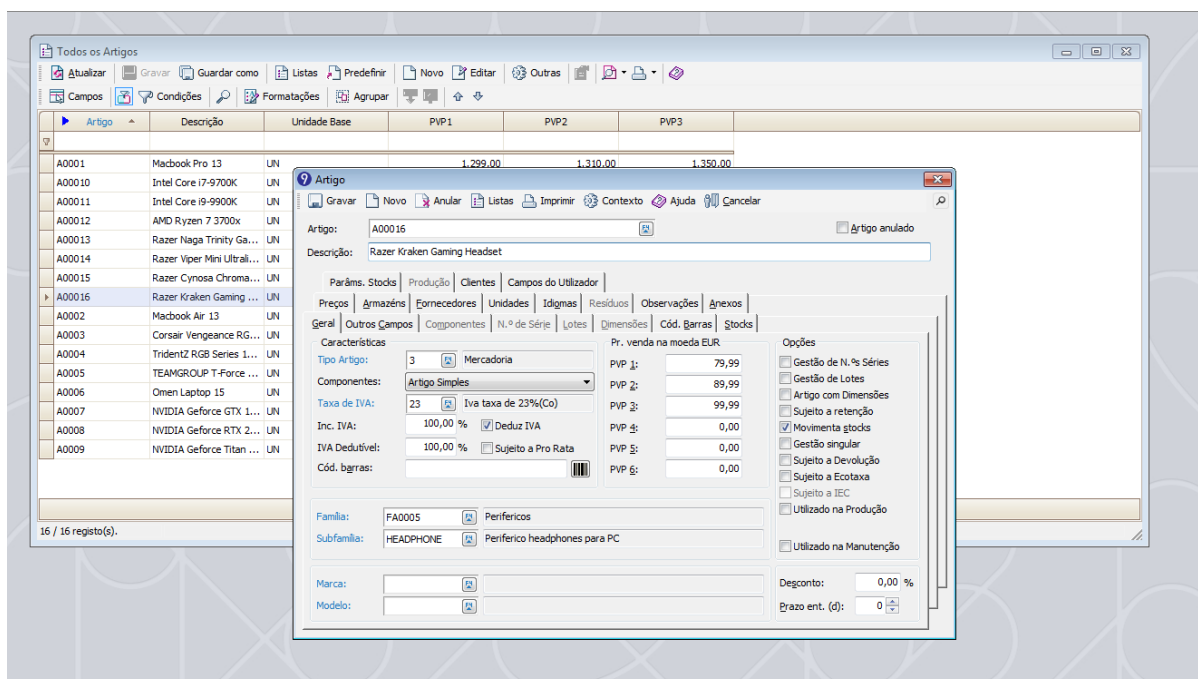 Todos os Artigos
Atualizar Gravar Guardar como Listas Predefinir Novo Editar Outras
Campos Condições Formatações Agrupar
Artigo Descrição Unidade Base PVP1 PVP2 PVP3
A0001 Macbook Pro 13 UN 1.299,00 1.310,00 1.350,00
A00010 Intel Core i7-9700K UN
A00011 Intel Core i9-9900K UN
A00012 AMD Ryzen 7 3700x UN
A00013 Razer Naga Trinity Ga... UN
A00014 Razer Viper Mini Ultrali... UN
A00015 Razer Cynosa Chroma... UN
A00016 Razer Kraken Gaming ... UN
A0002 Macbook Air 13 UN
A0003 Corsair Vengeance RG... UN
A0004 TridentZ RGB Series 1... UN
A0005 TEAMGROUP T-Force ... UN
A0006 Omen Laptop 15 UN
A0007 NVIDIA Geforce GTX 1... UN
A0008 NVIDIA Geforce RTX 2... UN
A0009 NVIDIA Geforce Titan ... UN
16 / 16 registo(s).
9 Artigo
Gravar Novo Anular Listas Imprimir Contexto Ajuda Cancelar
Artigo: A00016 Artigo anulado
Descrição: Razer Kraken Gaming Headset
Parâms. Stocks Produção Clientes Campos do Utilizador
Preços Armazéns Fornecedores Unidades Idiomas Resíduos Observações Anexos
Geral Outros Campos Componentes N.º de Série Lotes Dimensões Cód. Barras Stocks
Características
Tipo Artigo: 3 Mercadoria
Componentes: Artigo Simples
Taxa de IVA: 23 Iva taxa de 23%(Co)
Inc. IVA: 100,00 % Deduz IVA
IVA Dedutível: 100,00 % Sujeito a Pro Rata
Cód. barras:
Pr. venda na moeda EUR
PVP 1: 79,99
PVP 2: 89,99
PVP 3: 99,99
PVP 4: 0,00
PVP 5: 0,00
PVP 6: 0,00
Opções
Gestão de N.ºs Séries
Gestão de Lotes
Artigo com Dimensões
Sujeito a retenção
Movimenta stocks
Gestão singular
Sujeito a Devolução
Sujeito a Ecotaxa
Sujeito a IEC
Utilizado na Produção
Utilizado na Manutenção
Família: FA0005 Perifericos
Subfamília: HEADPHONE Periferico headphones para PC
Marca:
Modelo:
Desconto: 0,00 %
Prazo ent. (d): 0